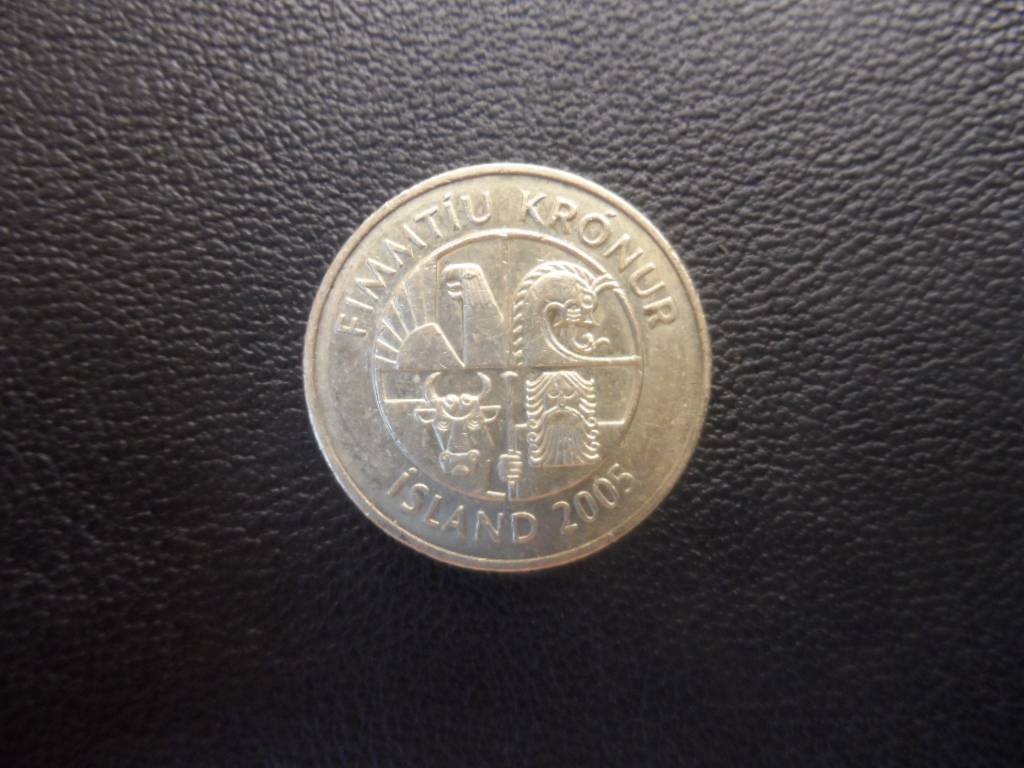 FIMMTÍU KRÓNUR
ÍSLAND 2005